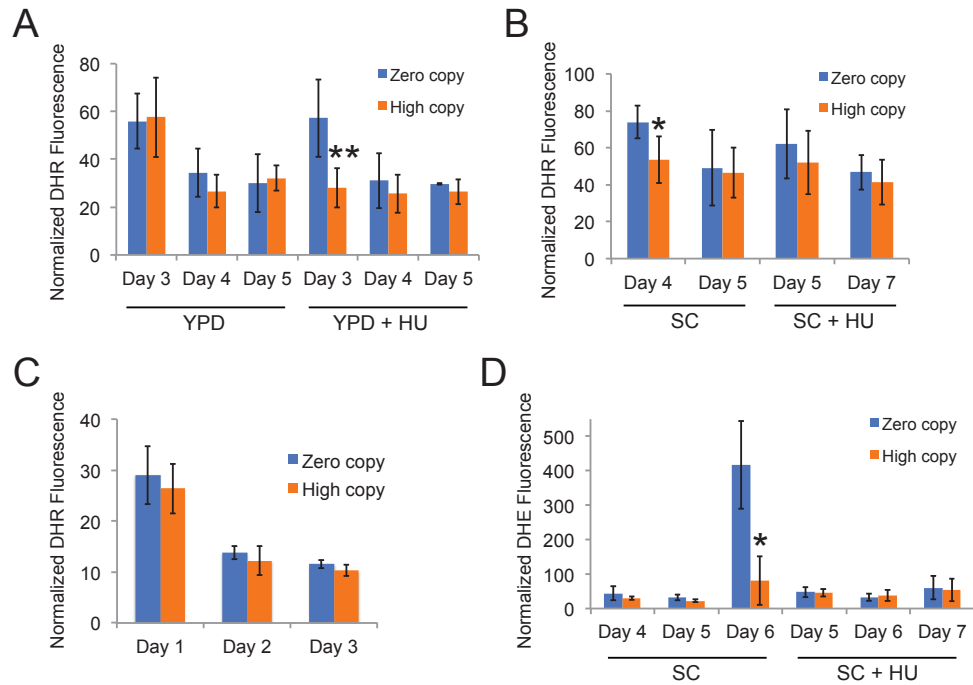 A
Normalized DHR Fluorescence
80
60
40
20
0
Zero copy
High copy
**
Day 3 Day 4 Day 5 Day 3 Day 4 Day 5
YPD YPD + HU
B
Normalized DHR Fluorescence
100
80
60
40
20
0
Zero copy
High copy
*
Day 4 Day 5 Day 5 Day 7
SC SC + HU
C
Normalized DHR Fluorescence
40
30
20
10
0
Zero copy
High copy
Day 1 Day 2 Day 3
D
Normalized DHE Fluorescence
500
400
300
200
100
0
Zero copy
High copy
*
Day 4 Day 5 Day 6 Day 5 Day 6 Day 7
SC SC + HU